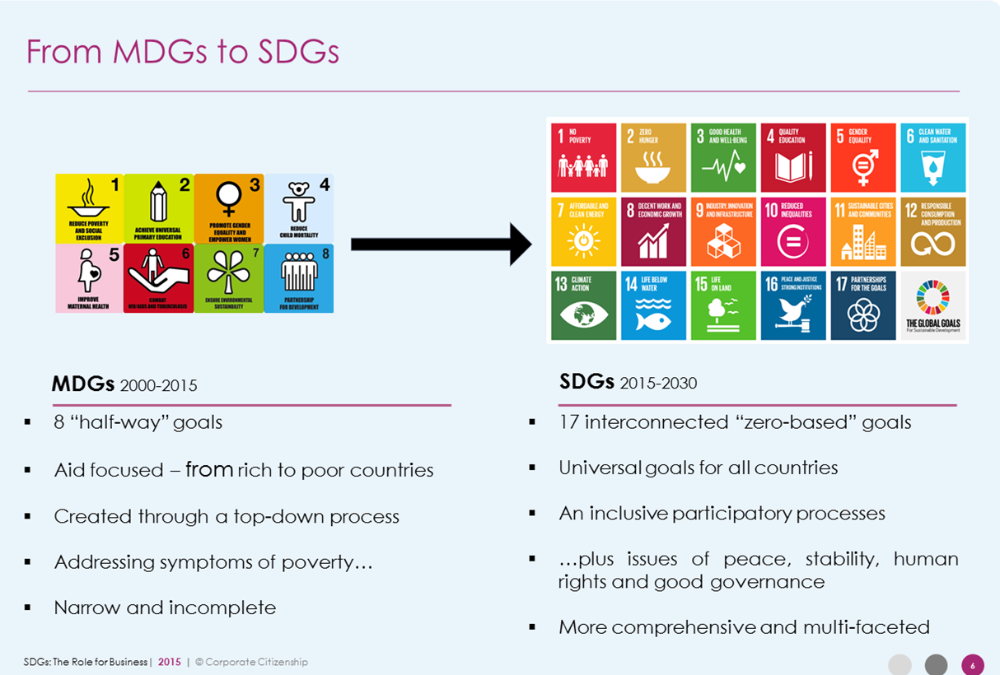 From MDGs to SDGs
1
REDUCE POVERTY
AND SOCIAL
EXCLUSION
2
ACHIEVE UNIVERSAL
PRIMARY EDUCATION
3
PROMOTE GENDER
EQUALITY AND
EMPOWER WOMEN
4
REDUCE
CHILD MORTALITY
5
IMPROVE
MATERNAL HEALTH
6
COMBAT
HIV/AIDS AND TUBERCULOSIS
7
ENSURE ENVIRONMENTAL
SUSTAINABILITY
8
PARTNERSHIP
FOR DEVELOPMENT
1 NO
POVERTY
2 ZERO
HUNGER
3 GOOD HEALTH
AND WELL-BEING
4 QUALITY
EDUCATION
5 GENDER
EQUALITY
6 CLEAN WATER
AND SANITATION
7 AFFORDABLE AND
CLEAN ENERGY
8 DECENT WORK AND
ECONOMIC GROWTH
9 INDUSTRY, INNOVATION
AND INFRASTRUCTURE
10 REDUCED
INEQUALITIES
11 SUSTAINABLE CITIES
AND COMMUNITIES
12 RESPONSIBLE
CONSUMPTION
AND PRODUCTION
13 CLIMATE
ACTION
14 LIFE BELOW
WATER
15 LIFE
ON LAND
16 PEACE AND JUSTICE
STRONG INSTITUTIONS
17 PARTNERSHIPS
FOR THE GOALS
THE GLOBAL GOALS
For Sustainable Development
MDGs 2000-2015
▪ 8 “half-way” goals
▪ Aid focused – from rich to poor countries
▪ Created through a top-down process
▪ Addressing symptoms of poverty…
▪ Narrow and incomplete
SDGs 2015-2030
▪ 17 interconnected “zero-based” goals
▪ Universal goals for all countries
▪ An inclusive participatory processes
▪ …plus issues of peace, stability, human
rights and good governance
▪ More comprehensive and multi-faceted
SDGs: The Role for Business| 2015 | © Corporate Citizenship
6